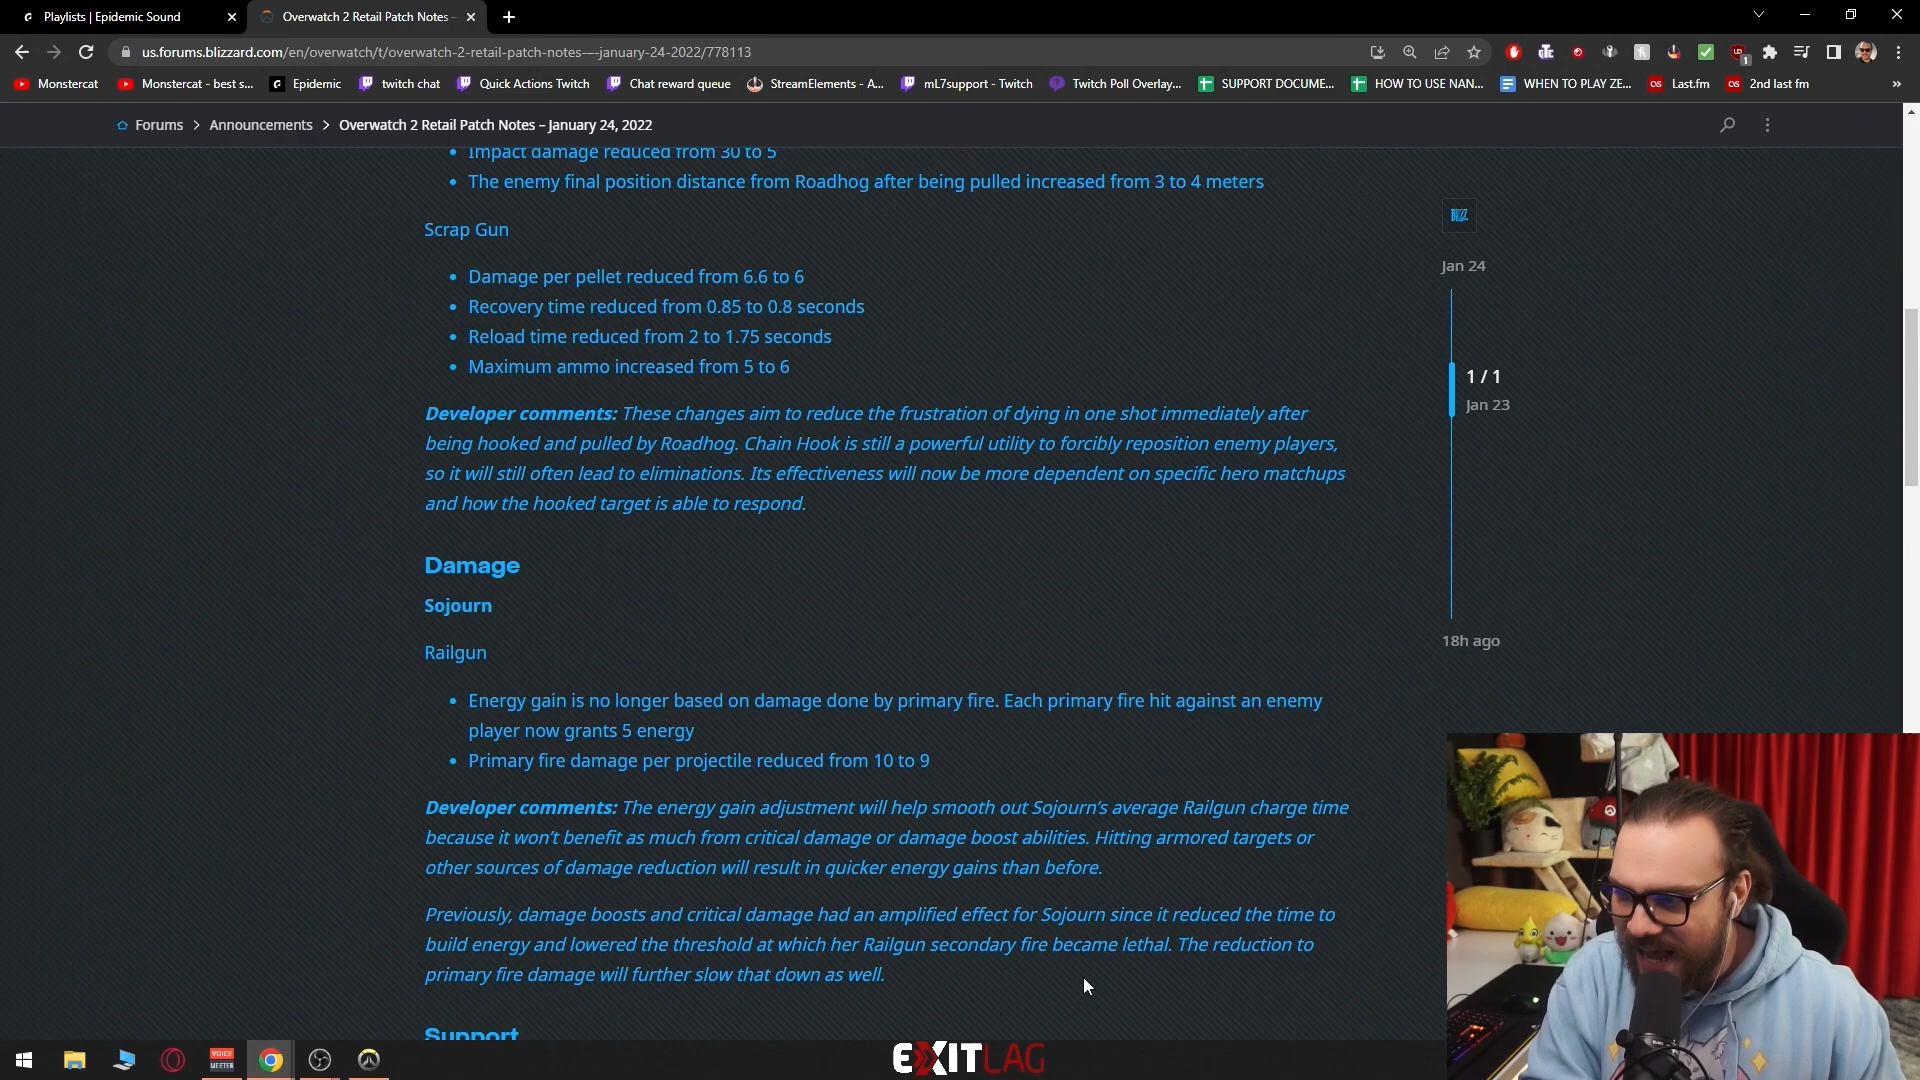 Playlists | Epidemic Sound
Overwatch 2 Retail Patch Notes -
us.forums.blizzard.com/en/overwatch/t/overwatch-2-retail-patch-notes-—january-24-2022/778113
Monstercat
Monstercat - best s...
Epidemic
twitch chat
Quick Actions Twitch
Chat reward queue
StreamElements - A...
mL7support - Twitch
Twitch Poll Overlay...
SUPPORT DOCUME...
HOW TO USE NAN...
WHEN TO PLAY ZE...
Last.fm
2nd last fm
Forums > Announcements > Overwatch 2 Retail Patch Notes – January 24, 2022
Impact damage reduced from 30 to 5
The enemy final position distance from Roadhog after being pulled increased from 3 to 4 meters
Scrap Gun
Damage per pellet reduced from 6.6 to 6
Recovery time reduced from 0.85 to 0.8 seconds
Reload time reduced from 2 to 1.75 seconds
Maximum ammo increased from 5 to 6
Developer comments: These changes aim to reduce the frustration of dying in one shot immediately after
being hooked and pulled by Roadhog. Chain Hook is still a powerful utility to forcibly reposition enemy players,
so it will still often lead to eliminations. Its effectiveness will now be more dependent on specific hero matchups
and how the hooked target is able to respond.
Damage
Sojourn
Railgun
Energy gain is no longer based on damage done by primary fire. Each primary fire hit against an enemy
player now grants 5 energy
Primary fire damage per projectile reduced from 10 to 9
Developer comments: The energy gain adjustment will help smooth out Sojourn's average Railgun charge time
because it won't benefit as much from critical damage or damage boost abilities. Hitting armored targets or
other sources of damage reduction will result in quicker energy gains than before.
Previously, damage boosts and critical damage had an amplified effect for Sojourn since it reduced the time to
build energy and lowered the threshold at which her Railgun secondary fire became lethal. The reduction to
primary fire damage will further slow that down as well.
Support
BLIZZ
Jan 24
1 / 1
Jan 23
18h ago
VOICE
MEETER
EXITLAG